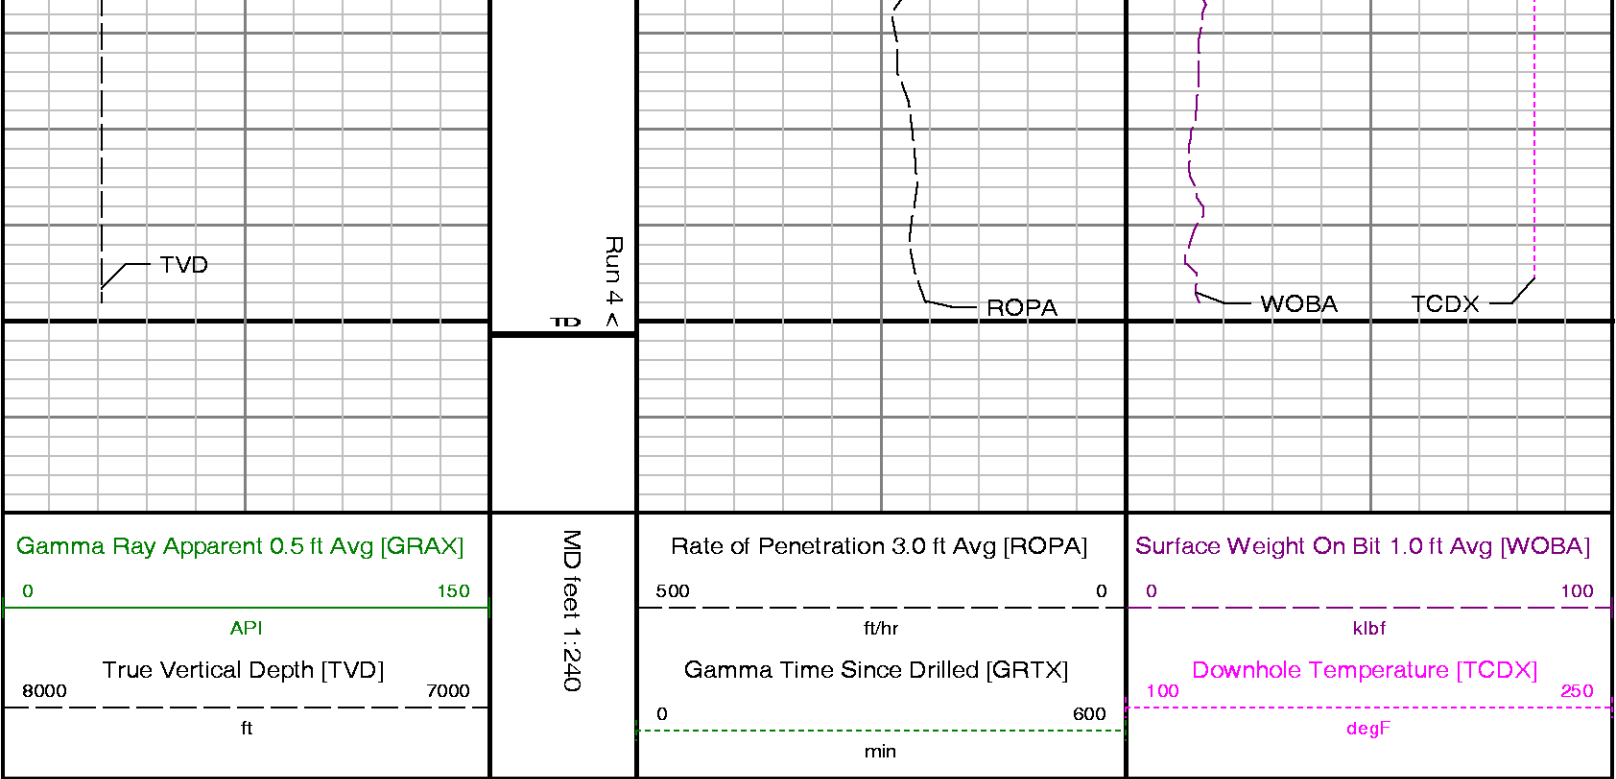 TVD
Run 4 <
TD
ROPA
WOBA
TCDX
Gamma Ray Apparent 0.5 ft Avg [GRAX]
0 150
API
True Vertical Depth [TVD]
8000 7000
ft
MD feet 1:240
Rate of Penetration 3.0 ft Avg [ROPA]
500 0
ft/hr
Gamma Time Since Drilled [GRTX]
0 600
min
Surface Weight On Bit 1.0 ft Avg [WOBA]
0 100
klbf
Downhole Temperature [TCDX]
100 250
degF